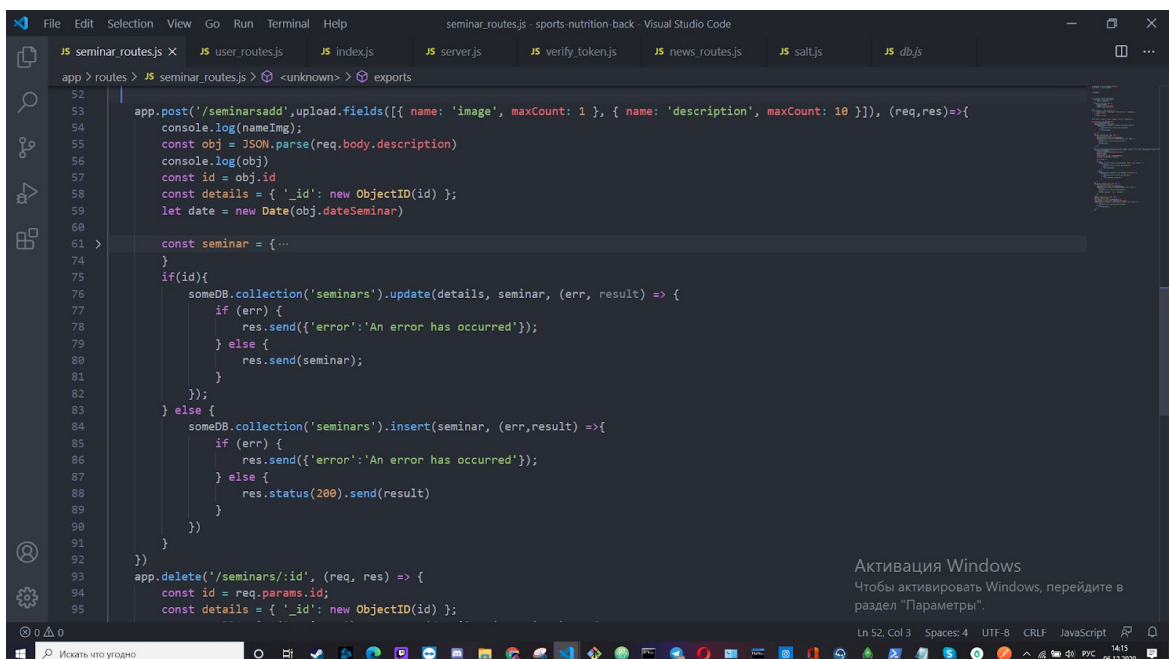 File Edit Selection View Go Run Terminal Help seminar_routes.js - sports-nutrition-back - Visual Studio Code
JS seminar_routes.js JS user_routes.js JS index.js JS server.js JS verify_token.js JS news_routes.js JS salt.js JS db.js
app > routes > JS seminar_routes.js > <unknown> > exports
52
53 app.post('/seminarsadd',upload.fields([{ name: 'image', maxCount: 1 }, { name: 'description', maxCount: 10 }]), (req,res)=>{
54 console.log(nameImg);
55 const obj = JSON.parse(req.body.description)
56 console.log(obj)
57 const id = obj.id
58 const details = { '_id': new ObjectID(id) };
59 let date = new Date(obj.dateSeminar)
60
61 > const seminar = {…
74 }
75 if(id){
76 someDB.collection('seminars').update(details, seminar, (err, result) => {
77 if (err) {
78 res.send({'error':'An error has occurred'});
79 } else {
80 res.send(seminar);
81 }
82 });
83 } else {
84 someDB.collection('seminars').insert(seminar, (err,result) =>{
85 if (err) {
86 res.send({'error':'An error has occurred'});
87 } else {
88 res.status(200).send(result)
89 }
90 })
91 }
92 })
93 app.delete('/seminars/:id', (req, res) => {
94 const id = req.params.id;
95 const details = { '_id': new ObjectID(id) };
Активация Windows
Чтобы активировать Windows, перейдите в
раздел "Параметры".
0 0 Ln 52, Col 3 Spaces: 4 UTF-8 CRLF JavaScript
Искать что угодно РУС 14:15
06.12.2020